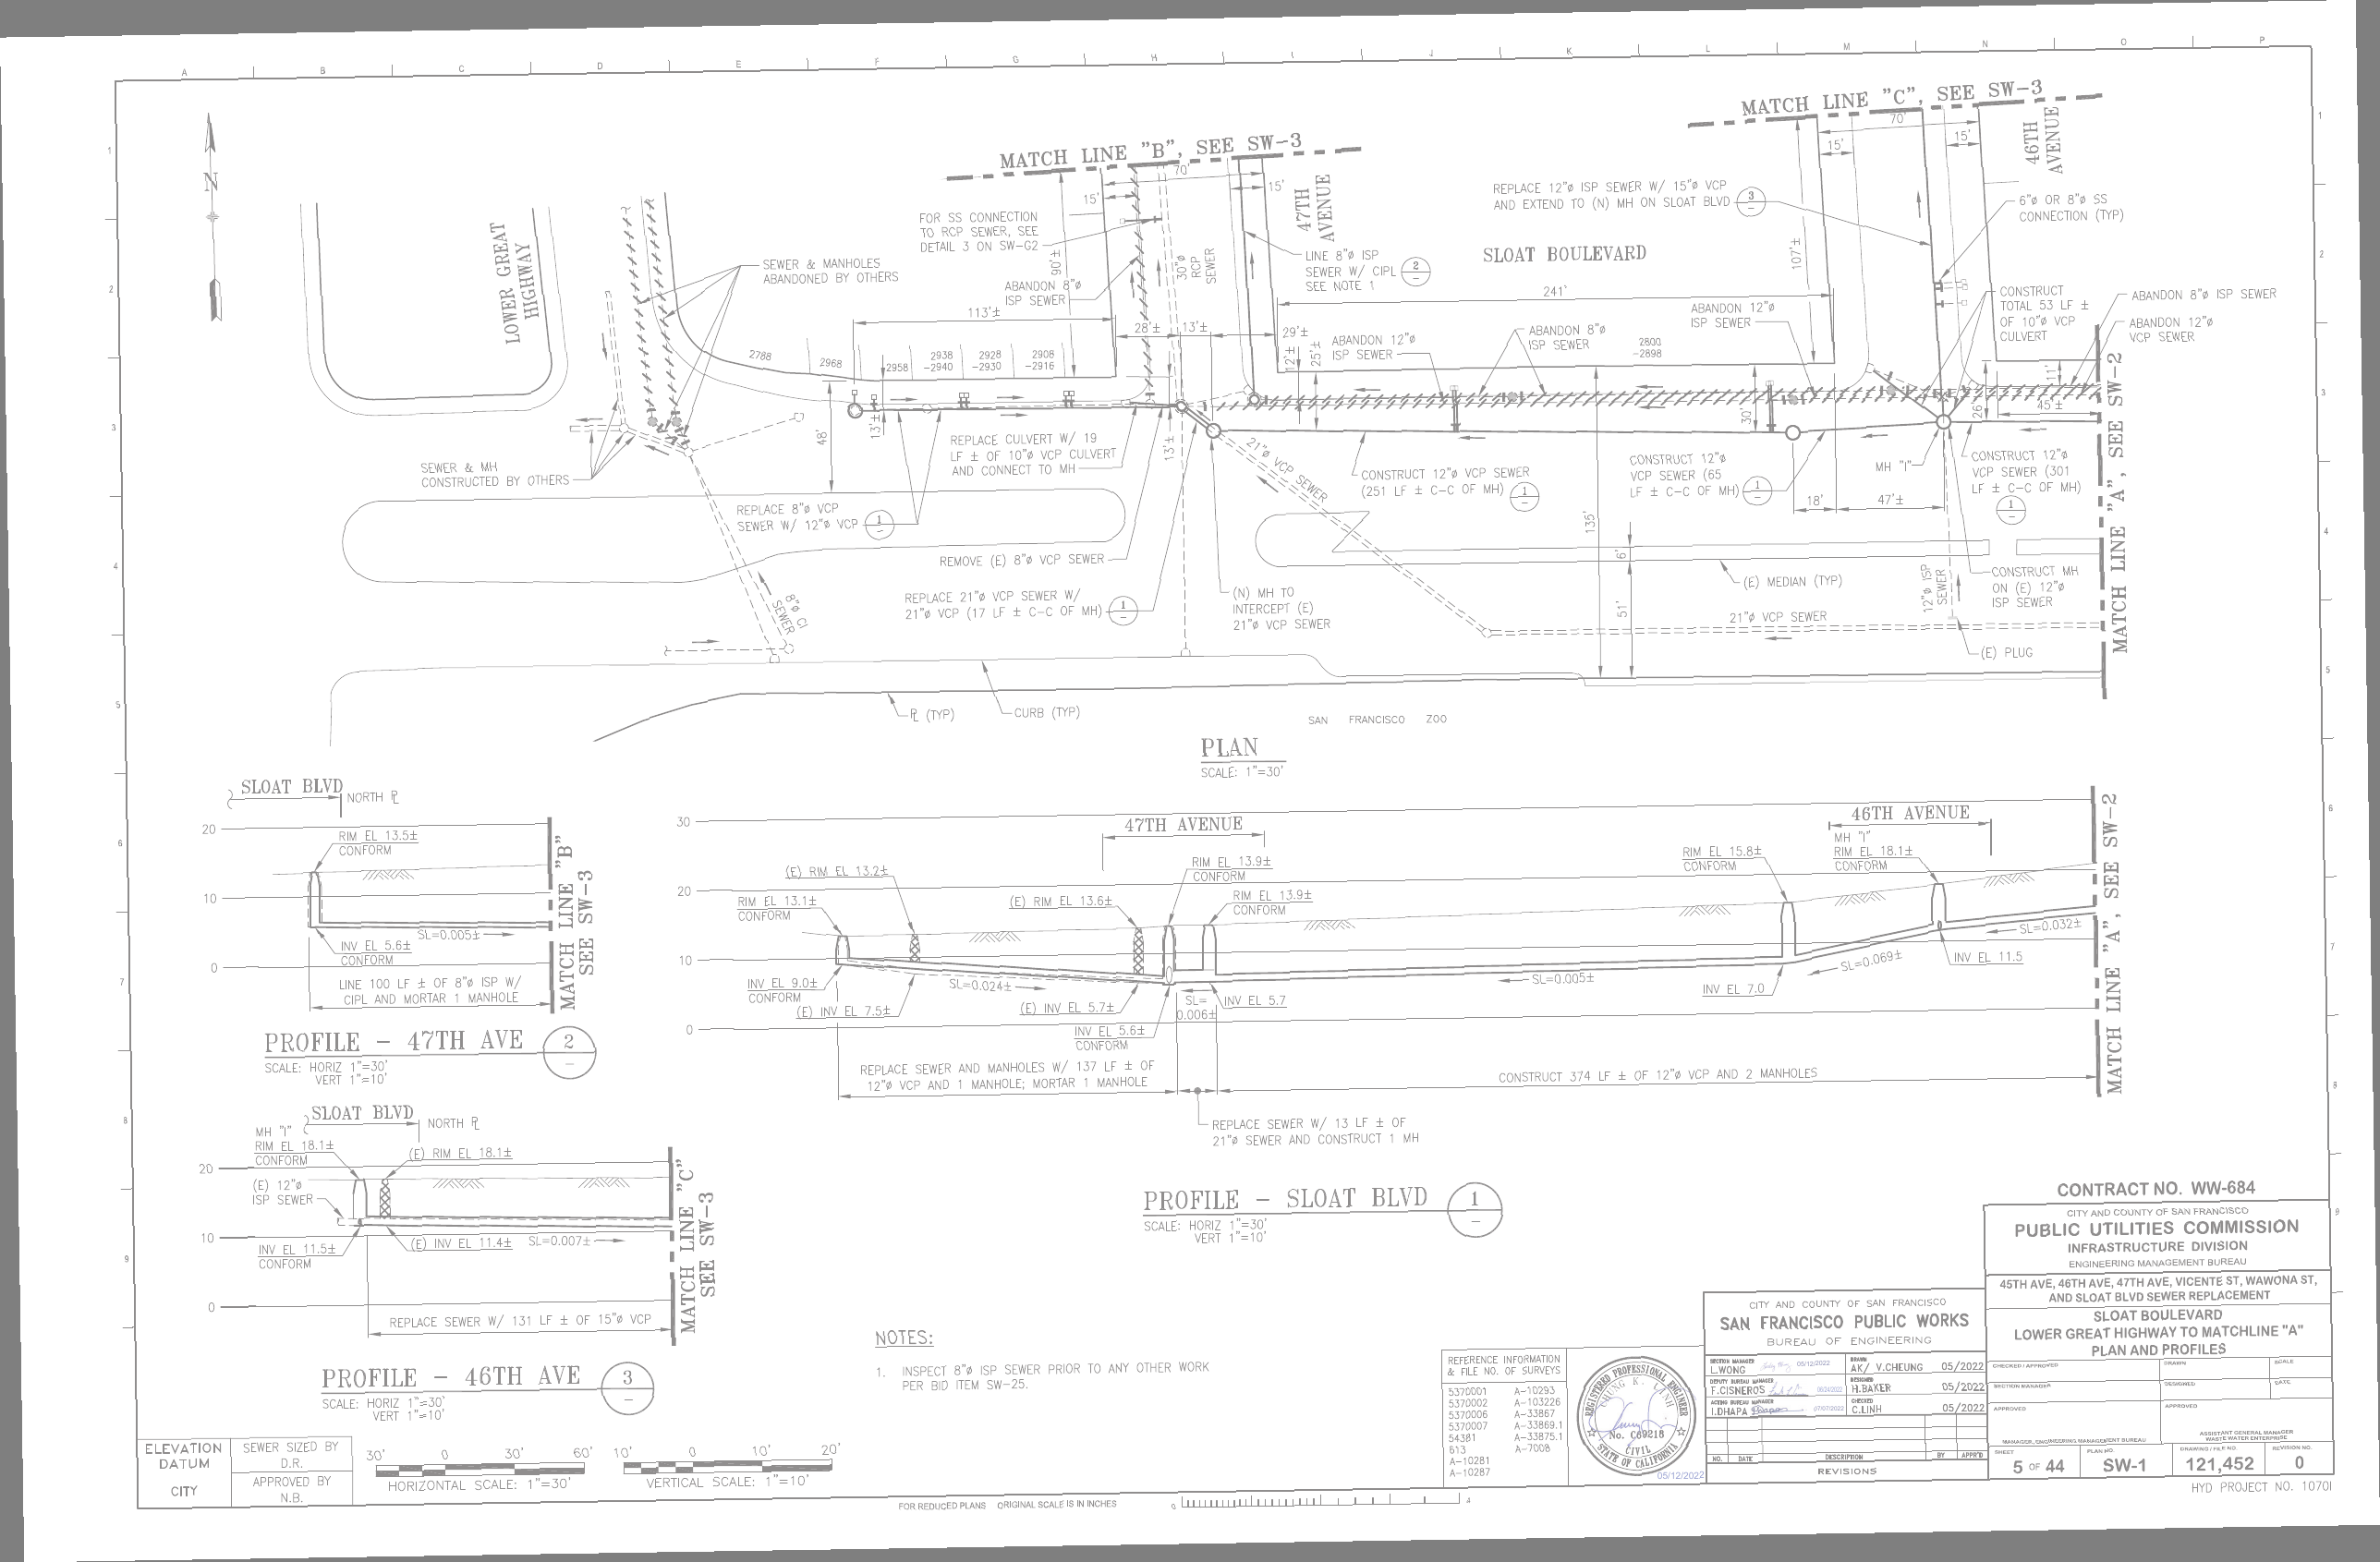 A B C D E F G H I J K L M N O P
MATCH LINE "B", SEE SW-3
MATCH LINE "C", SEE SW-3
N
LOWER GREAT
HIGHWAY
SEWER & MANHOLES
ABANDONED BY OTHERS
FOR SS CONNECTION
TO RCP SEWER, SEE
DETAIL 3 ON SW-G2
15'
70'
15'
90'±
ABANDON 8"ø
ISP SEWER
30"ø
RCP
SEWER
47TH
AVENUE
LINE 8"ø ISP
SEWER W/ CIPL
SEE NOTE 1
2
–
REPLACE 12"ø ISP SEWER W/ 15"ø VCP
AND EXTEND TO (N) MH ON SLOAT BLVD
3
–
SLOAT BOULEVARD
241'
107'±
15'
70'
15'
46TH
AVENUE
6"ø OR 8"ø SS
CONNECTION (TYP)
CONSTRUCT
TOTAL 53 LF ±
OF 10"ø VCP
CULVERT
ABANDON 8"ø ISP SEWER
ABANDON 12"ø
VCP SEWER
113'±
28'±
13'±
29'±
12'±
25'±
ABANDON 12"ø
ISP SEWER
ABANDON 8"ø
ISP SEWER
2800
-2898
ABANDON 12"ø
ISP SEWER
2788
2968
2958
2938
-2940
2928
-2930
2908
-2916
48'
13'±
13'±
30'
26'
11'
45'±
SEWER & MH
CONSTRUCTED BY OTHERS
REPLACE CULVERT W/ 19
LF ± OF 10"ø VCP CULVERT
AND CONNECT TO MH
REPLACE 8"ø VCP
SEWER W/ 12"ø VCP
1
–
REMOVE (E) 8"ø VCP SEWER
REPLACE 21"ø VCP SEWER W/
21"ø VCP (17 LF ± C-C OF MH)
1
–
21"ø VCP SEWER
(N) MH TO
INTERCEPT (E)
21"ø VCP SEWER
CONSTRUCT 12"ø VCP SEWER
(251 LF ± C-C OF MH)
1
–
CONSTRUCT 12"ø
VCP SEWER (65
LF ± C-C OF MH)
1
–
MH "I"
18'
47'±
CONSTRUCT 12"ø
VCP SEWER (301
LF ± C-C OF MH)
1
–
135'
6'
51'
(E) MEDIAN (TYP)
12"ø ISP
SEWER
CONSTRUCT MH
ON (E) 12"ø
ISP SEWER
21"ø VCP SEWER
(E) PLUG
8"ø CI
SEWER
MATCH LINE "A", SEE SW-2
PL (TYP)
CURB (TYP)
SAN FRANCISCO ZOO
PLAN
SCALE: 1"=30'
SLOAT BLVD
NORTH PL
20
10
0
RIM EL 13.5±
CONFORM
SL=0.005±
INV EL 5.6±
CONFORM
LINE 100 LF ± OF 8"ø ISP W/
CIPL AND MORTAR 1 MANHOLE
MATCH LINE "B"
SEE SW-3
PROFILE - 47TH AVE
2
–
SCALE: HORIZ 1"=30'
VERT 1"=10'
30
20
10
0
47TH AVENUE
46TH AVENUE
(E) RIM EL 13.2±
RIM EL 13.1±
CONFORM
(E) RIM EL 13.6±
RIM EL 13.9±
CONFORM
RIM EL 13.9±
CONFORM
RIM EL 15.8±
CONFORM
MH "I"
RIM EL 18.1±
CONFORM
INV EL 9.0±
CONFORM
(E) INV EL 7.5±
SL=0.024±
(E) INV EL 5.7±
INV EL 5.6±
CONFORM
SL=
0.006±
INV EL 5.7
SL=0.005±
INV EL 7.0
SL=0.069±
INV EL 11.5
SL=0.032±
REPLACE SEWER AND MANHOLES W/ 137 LF ± OF
12"ø VCP AND 1 MANHOLE; MORTAR 1 MANHOLE
CONSTRUCT 374 LF ± OF 12"ø VCP AND 2 MANHOLES
REPLACE SEWER W/ 13 LF ± OF
21"ø SEWER AND CONSTRUCT 1 MH
MATCH LINE "A", SEE SW-2
PROFILE - SLOAT BLVD
1
–
SCALE: HORIZ 1"=30'
VERT 1"=10'
SLOAT BLVD
NORTH PL
MH "I"
RIM EL 18.1±
CONFORM
(E) RIM EL 18.1±
20
10
0
(E) 12"ø
ISP SEWER
INV EL 11.5±
CONFORM
(E) INV EL 11.4±
SL=0.007±
REPLACE SEWER W/ 131 LF ± OF 15"ø VCP
MATCH LINE "C"
SEE SW-3
PROFILE - 46TH AVE
3
–
SCALE: HORIZ 1"=30'
VERT 1"=10'
NOTES:
1. INSPECT 8"ø ISP SEWER PRIOR TO ANY OTHER WORK
PER BID ITEM SW-25.
ELEVATION
DATUM
CITY
SEWER SIZED BY
D.R.
APPROVED BY
N.B.
30' 0 30' 60'
HORIZONTAL SCALE: 1"=30'
10' 0 10' 20'
VERTICAL SCALE: 1"=10'
FOR REDUCED PLANS ORIGINAL SCALE IS IN INCHES
0
4
REFERENCE INFORMATION
& FILE NO. OF SURVEYS
5370001 A-10293
5370002 A-103226
5370006 A-33867
5370007 A-33869.1
54381 A-33875.1
613 A-7008
A-10281
A-10287
REGISTERED PROFESSIONAL ENGINEER
No. C69218
CIVIL
STATE OF CALIFORNIA
05/12/2022
CITY AND COUNTY OF SAN FRANCISCO
SAN FRANCISCO PUBLIC WORKS
BUREAU OF ENGINEERING
SECTION MANAGER
L.WONG
05/12/2022
DRAWN
AK/ V.CHEUNG 05/2022
DEPUTY BUREAU MANAGER
F.CISNEROS
DESIGNED
H.BAKER 05/2022
ACTING BUREAU MANAGER
I.DHAPA
07/07/2022
CHECKED
C.LINH 05/2022
NO. DATE DESCRIPTION BY APPR'D
REVISIONS
CONTRACT NO. WW-684
CITY AND COUNTY OF SAN FRANCISCO
PUBLIC UTILITIES COMMISSION
INFRASTRUCTURE DIVISION
ENGINEERING MANAGEMENT BUREAU
45TH AVE, 46TH AVE, 47TH AVE, VICENTE ST, WAWONA ST,
AND SLOAT BLVD SEWER REPLACEMENT
SLOAT BOULEVARD
LOWER GREAT HIGHWAY TO MATCHLINE "A"
PLAN AND PROFILES
CHECKED / APPROVED
DRAWN
SCALE
SECTION MANAGER
DESIGNED
DATE
APPROVED
APPROVED
MANAGER, ENGINEERING MANAGEMENT BUREAU
ASSISTANT GENERAL MANAGER
WASTEWATER ENTERPRISE
SHEET
5 OF 44
PLAN NO.
SW-1
DRAWING / FILE NO.
121,452
REVISION NO.
0
HYD PROJECT NO. 1070I